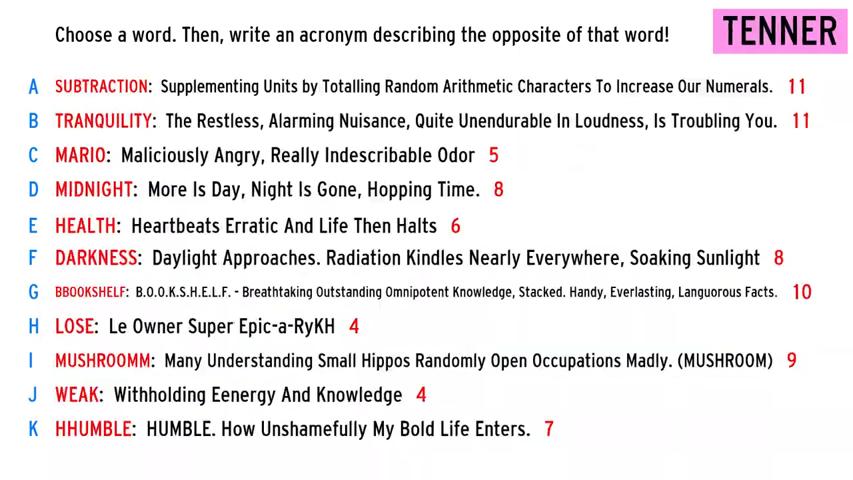 Choose a word. Then, write an acronym describing the opposite of that word! TENNER
A SUBTRACTION: Supplementing Units by Totalling Random Arithmetic Characters To Increase Our Numerals. 11
B TRANQUILITY: The Restless, Alarming Nuisance, Quite Unendurable In Loudness, Is Troubling You. 11
C MARIO: Maliciously Angry, Really Indescribable Odor 5
D MIDNIGHT: More Is Day, Night Is Gone, Hopping Time. 8
E HEALTH: Heartbeats Erratic And Life Then Halts 6
F DARKNESS: Daylight Approaches. Radiation Kindles Nearly Everywhere, Soaking Sunlight 8
G BBOOKSHELF: B.O.O.K.S.H.E.L.F. - Breathtaking Outstanding Omnipotent Knowledge, Stacked. Handy, Everlasting, Languorous Facts. 10
H LOSE: Le Owner Super Epic-a-RyKH 4
I MUSHROOMM: Many Understanding Small Hippos Randomly Open Occupations Madly. (MUSHROOM) 9
J WEAK: Withholding Eenergy And Knowledge 4
K HHUMBLE: HUMBLE. How Unshamefully My Bold Life Enters. 7